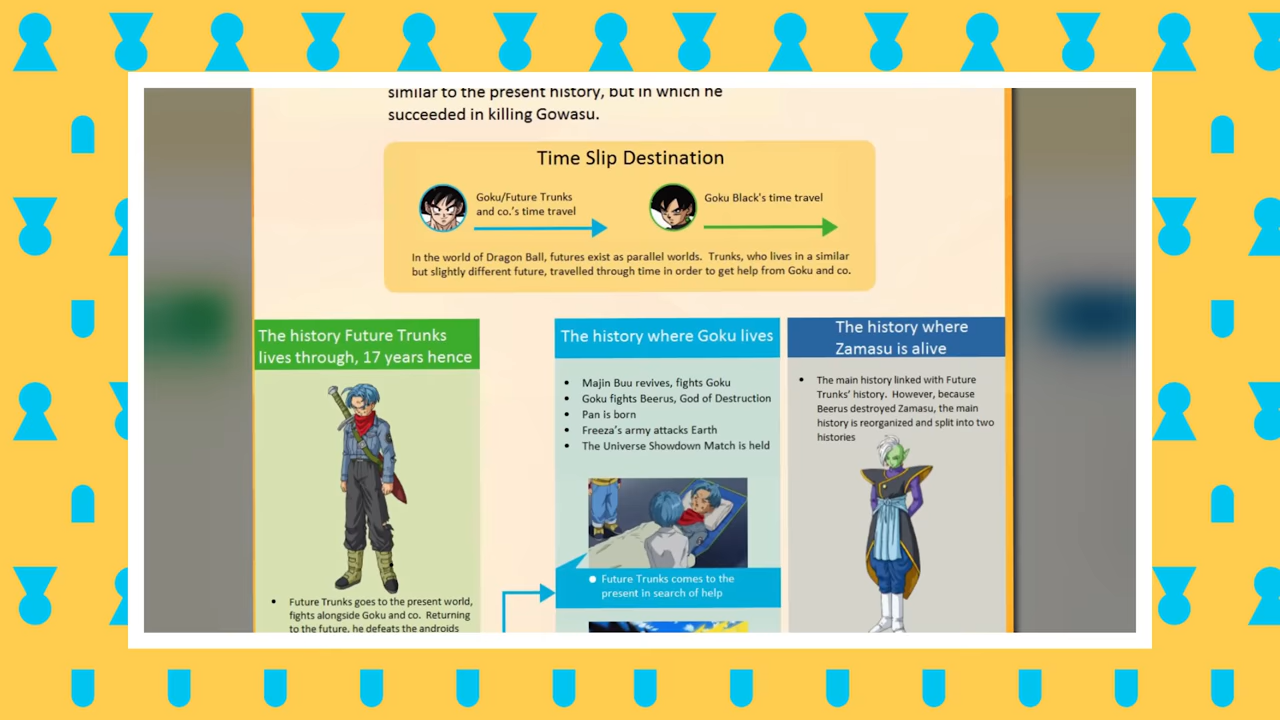 similar to the present history, but in which he
succeeded in killing Gowasu.
Time Slip Destination
Goku/Future Trunks
and co.'s time travel
Goku Black's time travel
In the world of Dragon Ball, futures exist as parallel worlds. Trunks, who lives in a similar
but slightly different future, travelled through time in order to get help from Goku and co.
The history Future Trunks
lives through, 17 years hence
• Future Trunks goes to the present world,
fights alongside Goku and co. Returning
to the future, he defeats the androids
The history where Goku lives
• Majin Buu revives, fights Goku
• Goku fights Beerus, God of Destruction
• Pan is born
• Freeza's army attacks Earth
• The Universe Showdown Match is held
● Future Trunks comes to the
present in search of help
The history where
Zamasu is alive
• The main history linked with Future
Trunks' history. However, because
Beerus destroyed Zamasu, the main
history is reorganized and split into two
histories